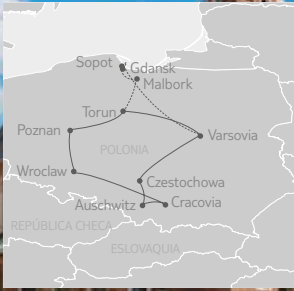 Sopot
Gdansk
Malbork
Torun
Poznan
Varsovia
POLONIA
Wroclaw
Czestochowa
Auschwitz
Cracovia
REPÚBLICA CHECA
ESLOVAQUIA